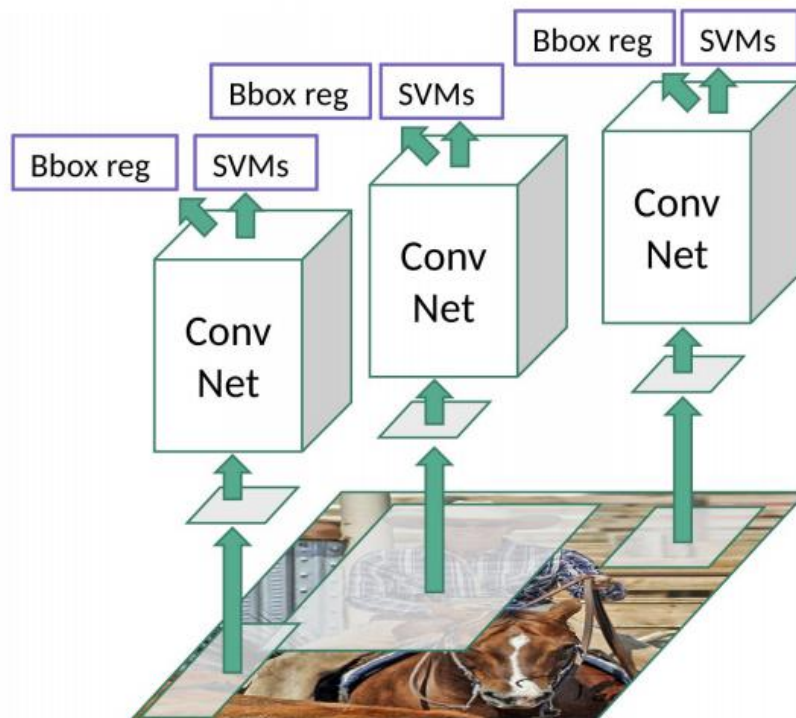 Bbox reg SVMs
Bbox reg SVMs
Bbox reg SVMs
Conv
Net
Conv
Net
Conv
Net